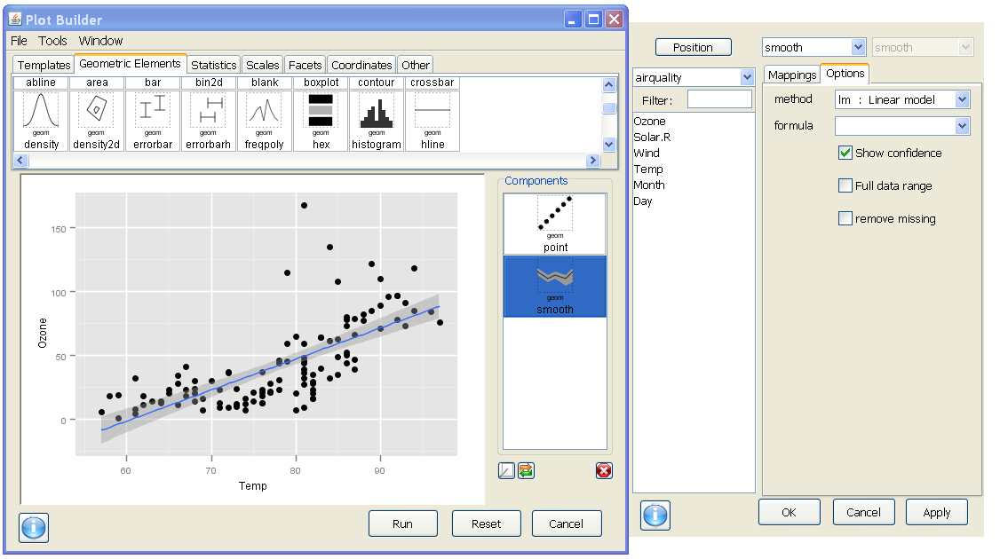 Plot Builder
File Tools Window
Templates Geometric Elements Statistics Scales Facets Coordinates Other
abline area bar bin2d blank boxplot contour crossbar
geom geom geom geom geom geom geom geom
density density2d errorbar errorbarh freqpoly hex histogram hline
Components
geom
point
geom
smooth
150
100
50
0
Ozone
60 70 80 90
Temp
Run Reset Cancel
Position
smooth smooth
airquality
Filter:
Ozone
Solar.R
Wind
Temp
Month
Day
Mappings Options
method lm : Linear model
formula
Show confidence
Full data range
remove missing
OK Cancel Apply